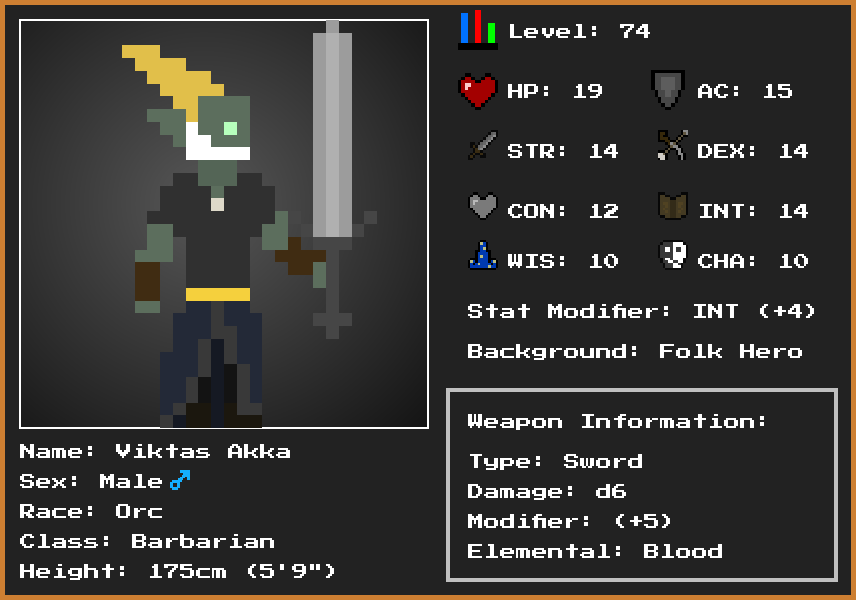 Level: 74
HP: 19 AC: 15
STR: 14 DEX: 14
CON: 12 INT: 14
WIS: 10 CHA: 10
Stat Modifier: INT (+4)
Background: Folk Hero
Weapon Information:
Type: Sword
Damage: d6
Modifier: (+5)
Elemental: Blood
Name: Viktas Akka
Sex: Male♂
Race: Orc
Class: Barbarian
Height: 175cm (5'9")